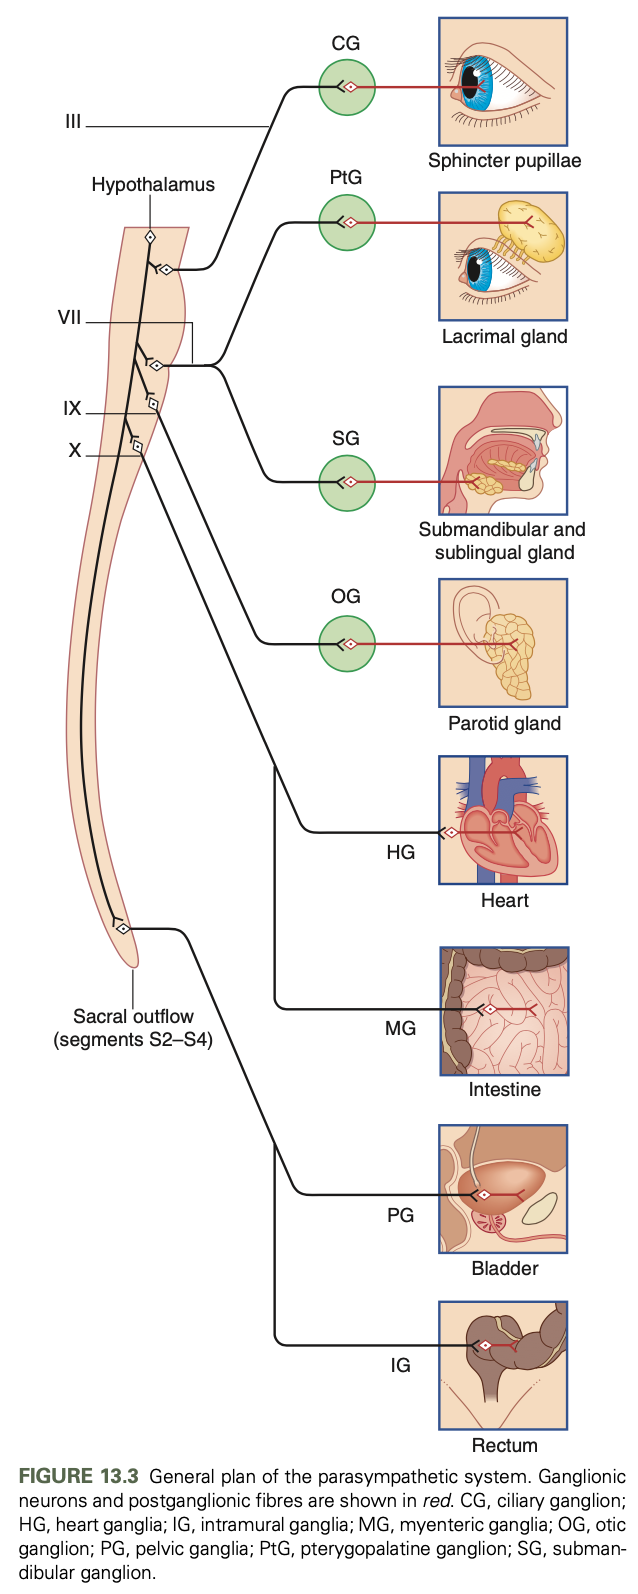 CG
III
Sphincter pupillae
PtG
Hypothalamus
VII
Lacrimal gland
IX
SG
X
Submandibular and
sublingual gland
OG
Parotid gland
HG
Heart
Sacral outflow
(segments S2–S4)
MG
Intestine
PG
Bladder
IG
Rectum
FIGURE 13.3 General plan of the parasympathetic system. Ganglionic
neurons and postganglionic fibres are shown in red. CG, ciliary ganglion;
HG, heart ganglia; IG, intramural ganglia; MG, myenteric ganglia; OG, otic
ganglion; PG, pelvic ganglia; PtG, pterygopalatine ganglion; SG, subman-
dibular ganglion.